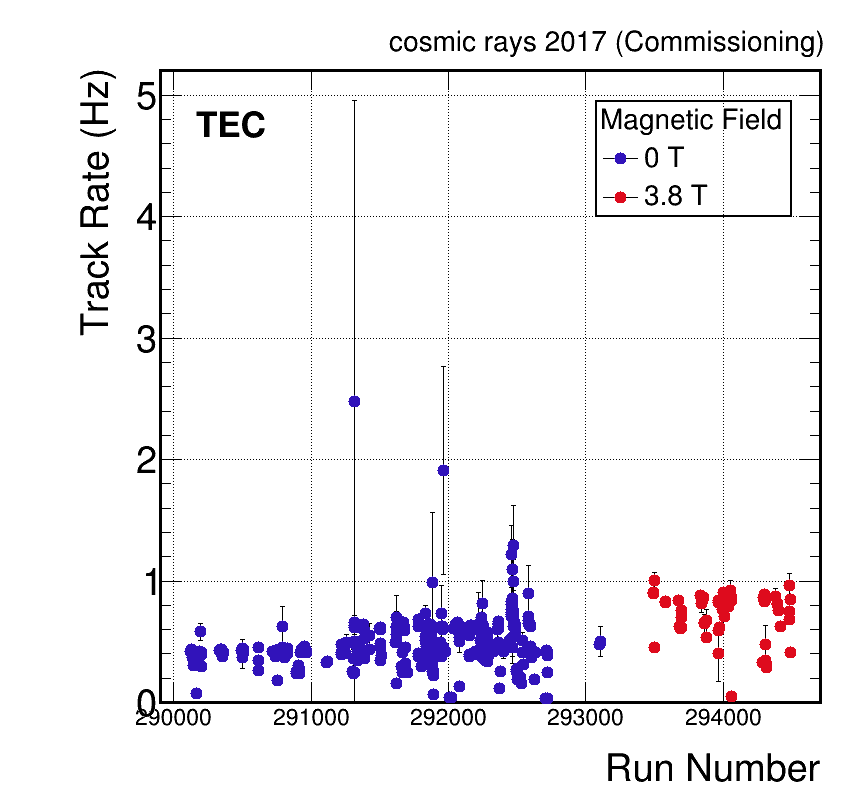 cosmic rays 2017 (Commissioning)
Track Rate (Hz)
TEC
Magnetic Field
0 T
3.8 T
5
4
3
2
1
0
290000 291000 292000 293000 294000
Run Number